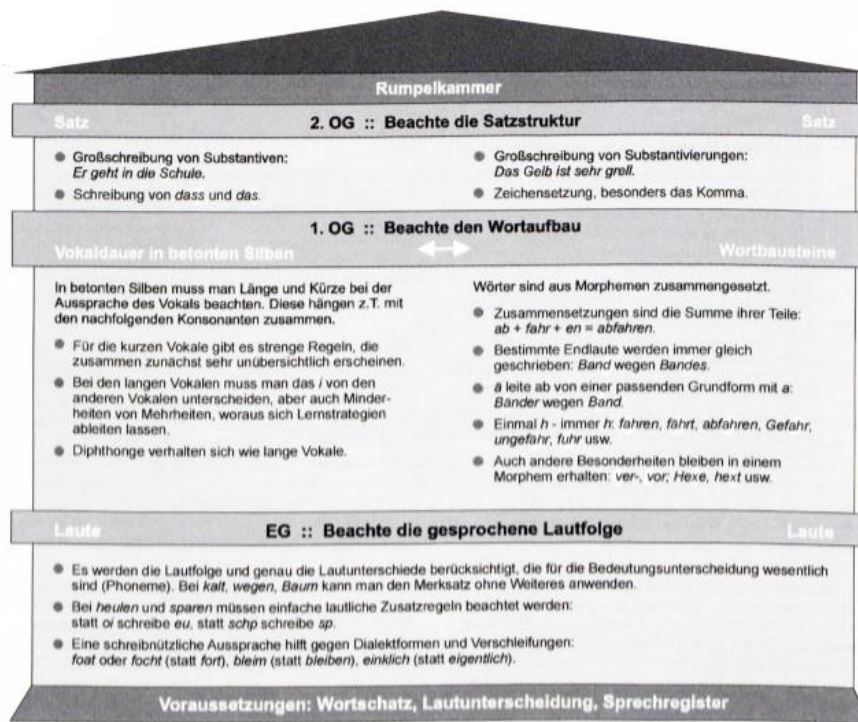 Rumpelkammer
Satz 2. OG :: Beachte die Satzstruktur Satz
● Großschreibung von Substantiven:
Er geht in die Schule.
● Schreibung von dass und das.
● Großschreibung von Substantivierungen:
Das Gelb ist sehr grell.
● Zeichensetzung, besonders das Komma.
1. OG :: Beachte den Wortaufbau
Vokaldauer in betonten Silben ↔ Wortbausteine
In betonten Silben muss man Länge und Kürze bei der
Aussprache des Vokals beachten. Diese hängen z.T. mit
den nachfolgenden Konsonanten zusammen.
● Für die kurzen Vokale gibt es strenge Regeln, die
zusammen zunächst sehr unübersichtlich erscheinen.
● Bei den langen Vokalen muss man das i von den
anderen Vokalen unterscheiden, aber auch Minder-
heiten von Mehrheiten, woraus sich Lernstrategien
ableiten lassen.
● Diphthonge verhalten sich wie lange Vokale.
Wörter sind aus Morphemen zusammengesetzt.
● Zusammensetzungen sind die Summe ihrer Teile:
ab + fahr + en = abfahren.
● Bestimmte Endlaute werden immer gleich
geschrieben: Band wegen Bandes.
● ä leite ab von einer passenden Grundform mit a:
Bänder wegen Band.
● Einmal h - immer h: fahren, fährt, abfahren, Gefahr,
ungefähr, fuhr usw.
● Auch andere Besonderheiten bleiben in einem
Morphem erhalten: ver-, vor; Hexe, hext usw.
Laute EG :: Beachte die gesprochene Lautfolge Laute
● Es werden die Lautfolge und genau die Lautunterschiede berücksichtigt, die für die Bedeutungsunterscheidung wesentlich
sind (Phoneme). Bei kalt, wegen, Baum kann man den Merksatz ohne Weiteres anwenden.
● Bei heulen und sparen müssen einfache lautliche Zusatzregeln beachtet werden:
statt oi schreibe eu, statt schp schreibe sp.
● Eine schreibnützliche Aussprache hilft gegen Dialektformen und Verschleifungen:
foat oder focht (statt fort), bleim (statt bleiben), einklich (statt eigentlich).
Voraussetzungen: Wortschatz, Lautunterscheidung, Sprechregister